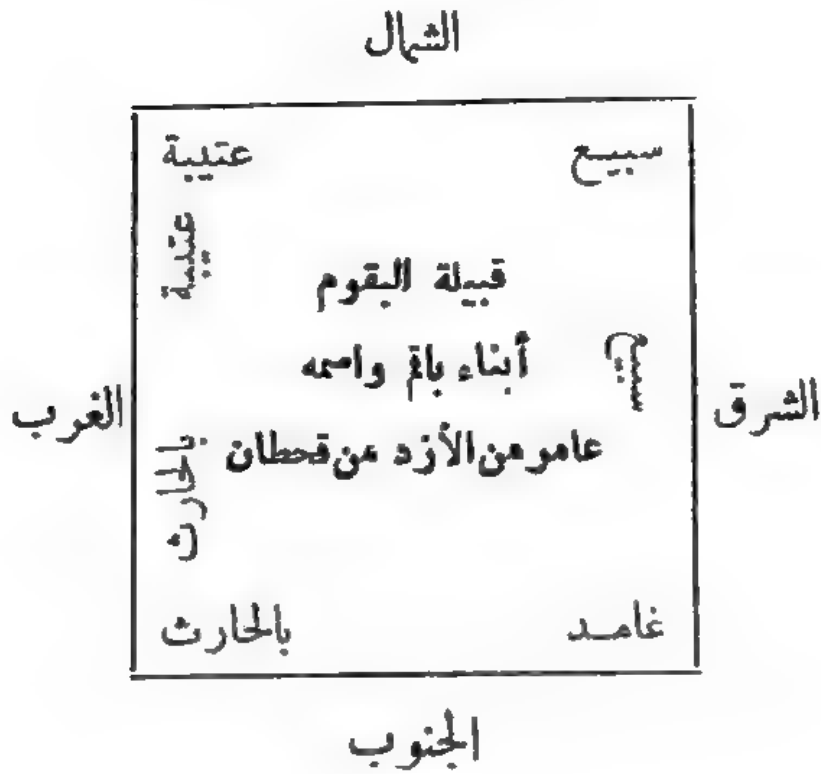 الشمال
سبيع
عتيبة
عتيبة
قبيلة البقوم
أبناء باقم واسمه
سبيع
الشرق
الغرب
عامر من الأزد من قحطان
بالحارث
غامد
بالحارث
الجنوب